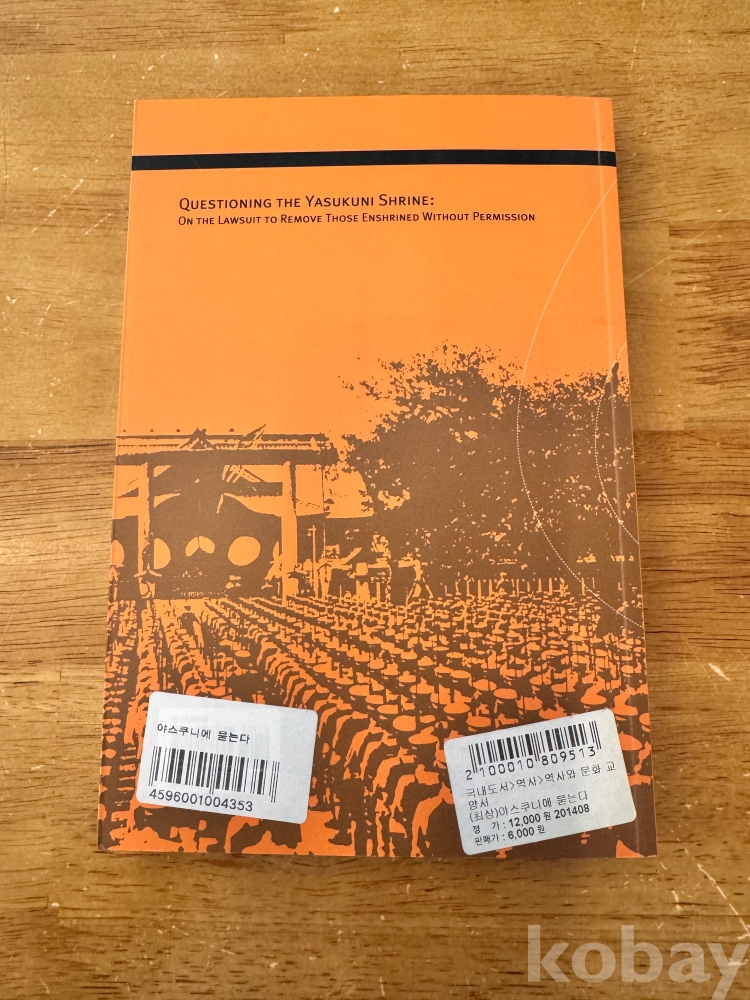 QUESTIONING THE YASUKUNI SHRINE:
ON THE LAWSUIT TO REMOVE THOSE ENSHRINED WITHOUT PERMISSION
야스쿠니에 묻는다
4596001004353
2100010809513
국내도서>역사>역사와 문화 교
양서
(최상)야스쿠니에 묻는다
정 가 : 12,000 원 201408
판매가 : 6,000 원
kobay